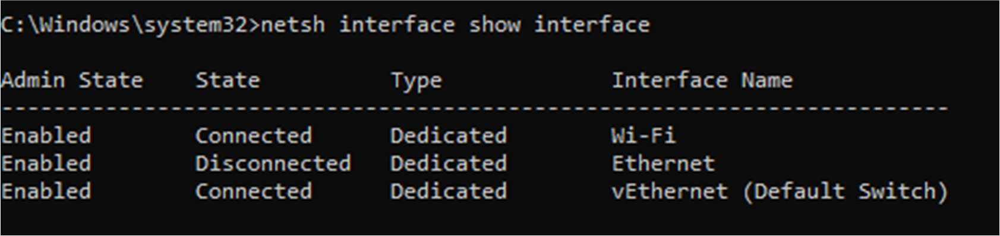 C:\Windows\system32>netsh interface show interface
Admin State    State          Type             Interface Name
-------------------------------------------------------------------------
Enabled        Connected      Dedicated        Wi-Fi
Enabled        Disconnected   Dedicated        Ethernet
Enabled        Connected      Dedicated        vEthernet (Default Switch)